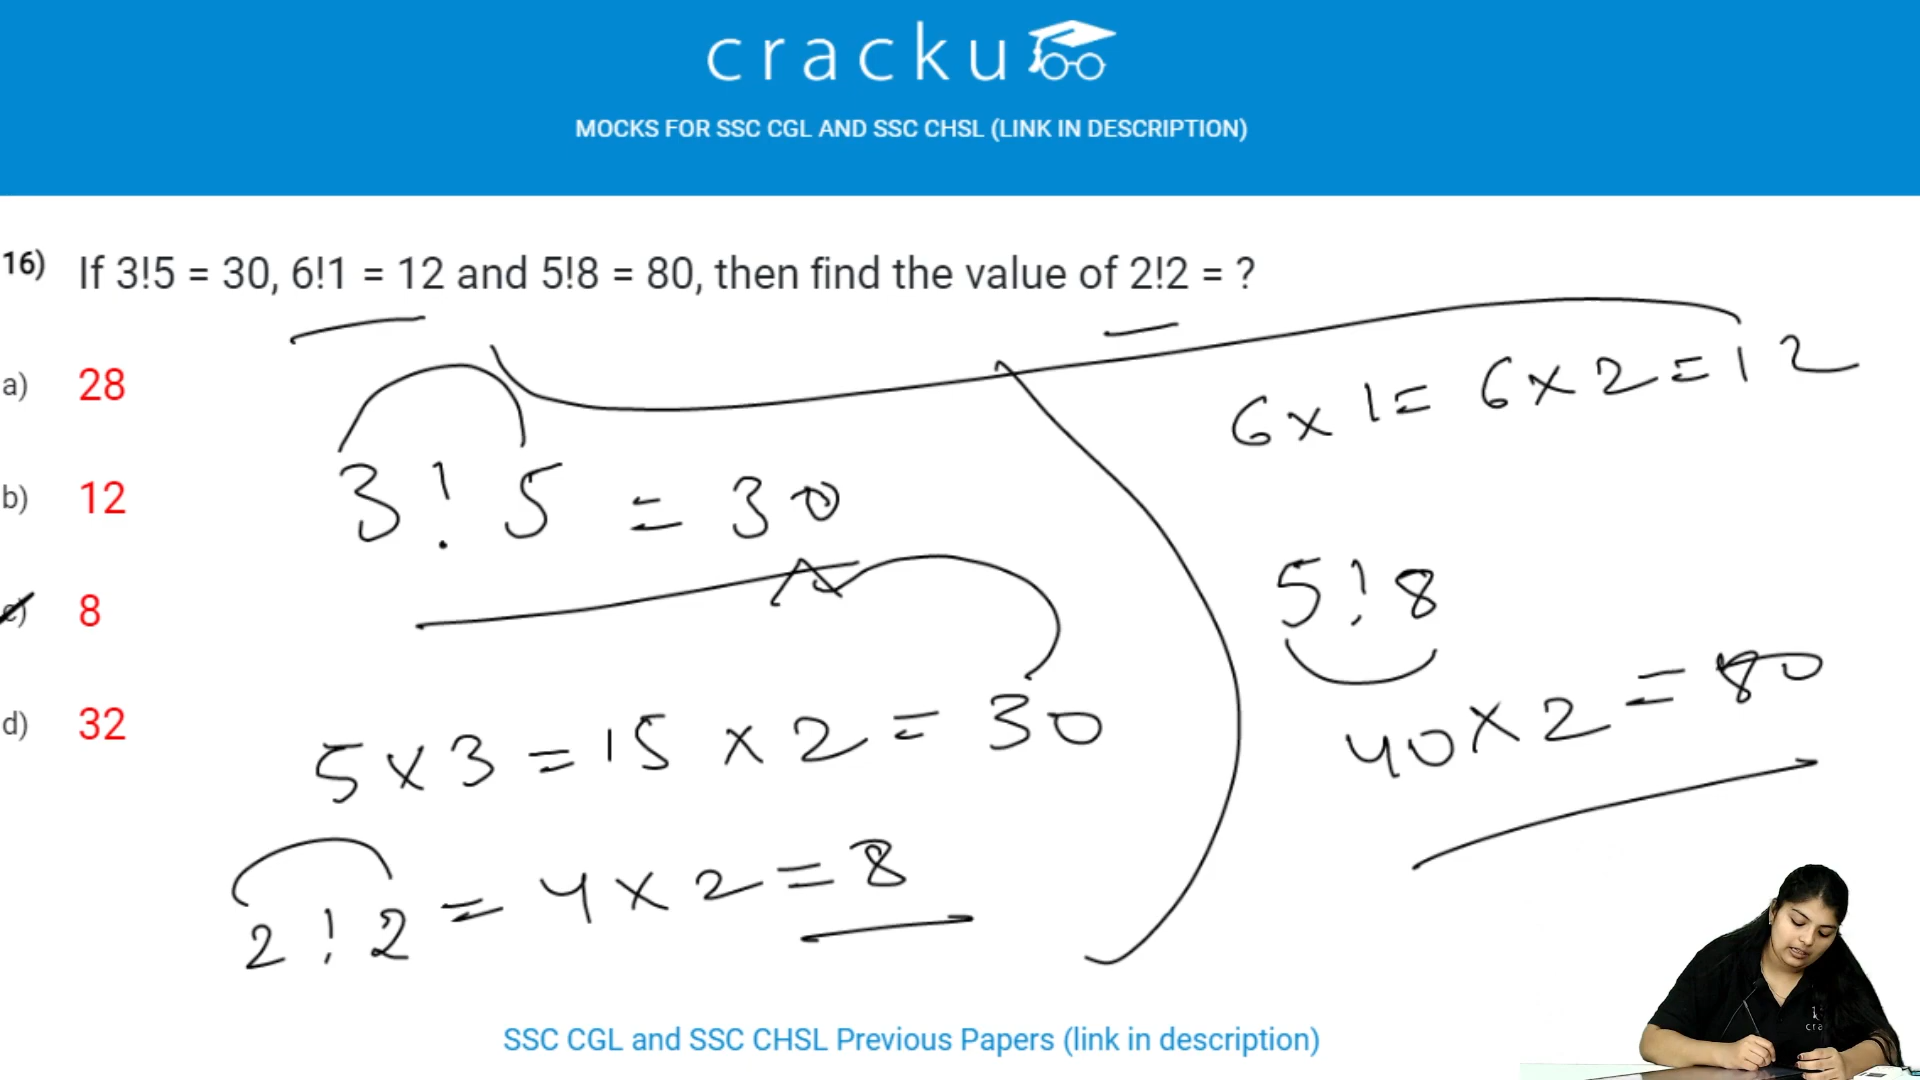 cracku
MOCKS FOR SSC CGL AND SSC CHSL (LINK IN DESCRIPTION)
16) If 3!5 = 30, 6!1 = 12 and 5!8 = 80, then find the value of 2!2 = ?
a) 28
b) 12
c) 8
d) 32
3!5 = 30
5×3 = 15 × 2 = 30
2!2 = 4×2 = 8
6×1 = 6×2 = 12
5!8
40×2 = 80
SSC CGL and SSC CHSL Previous Papers (link in description)